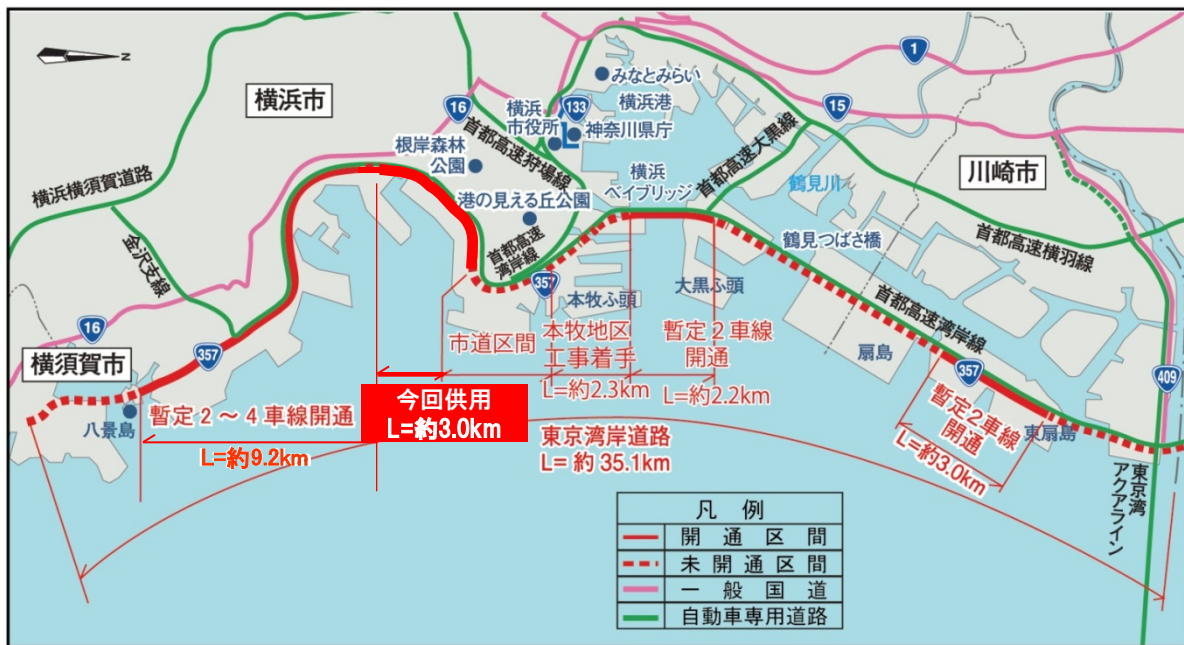 N
横浜市
横浜横須賀道路
金沢支線
16
横須賀市
357
八景島
暫定2〜4車線開通
L=約9.2km
根岸森林
公園
16
首都高速狩場線
横浜
市役所
133
神奈川県庁
みなとみらい
横浜港
港の見える丘公園
首都高速
湾岸線
横浜
ベイブリッジ
首都高速大黒線
1
15
川崎市
鶴見川
鶴見つばさ橋
首都高速横羽線
首都高速湾岸線
357
本牧ふ頭
大黒ふ頭
扇島
357
409
東扇島
市道区間
本牧地区
工事着手
L=約2.3km
暫定2車線
開通
L=約2.2km
暫定2車線
開通
L=約3.0km
今回供用
L=約3.0km
東京湾岸道路
L=約35.1km
東京湾
アクアライン
凡例
開通区間
未開通区間
一般国道
自動車専用道路